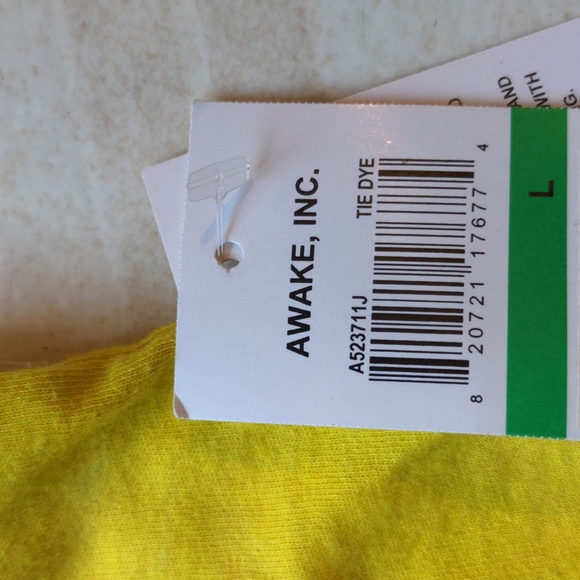 AWAKE, INC.
A523711J TIE DYE
8 20721 17677 4
L
AND
WITH